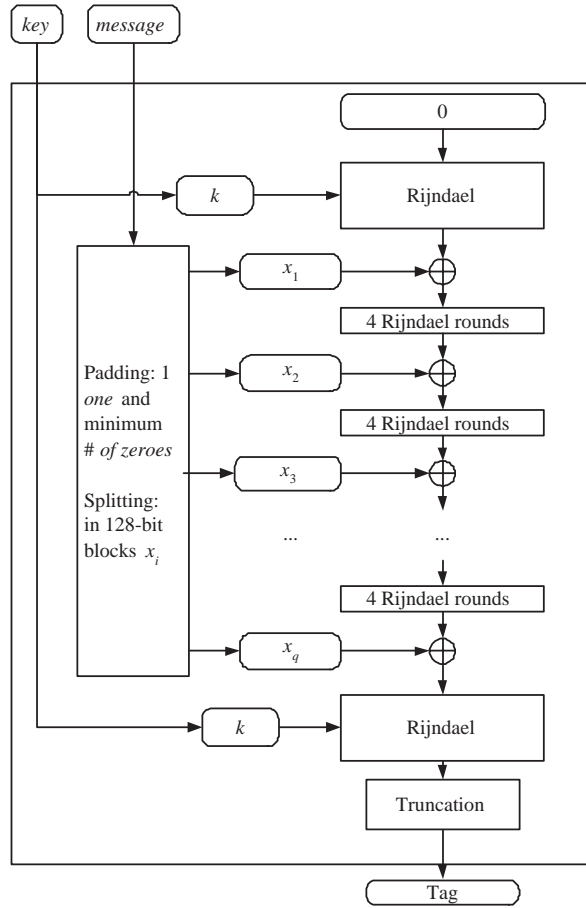 key
message
0
k
Rijndael
x1
4 Rijndael rounds
Padding: 1
one and
minimum
# of zeroes
Splitting:
in 128-bit
blocks xi
x2
4 Rijndael rounds
x3
...
...
4 Rijndael rounds
xq
k
Rijndael
Truncation
Tag